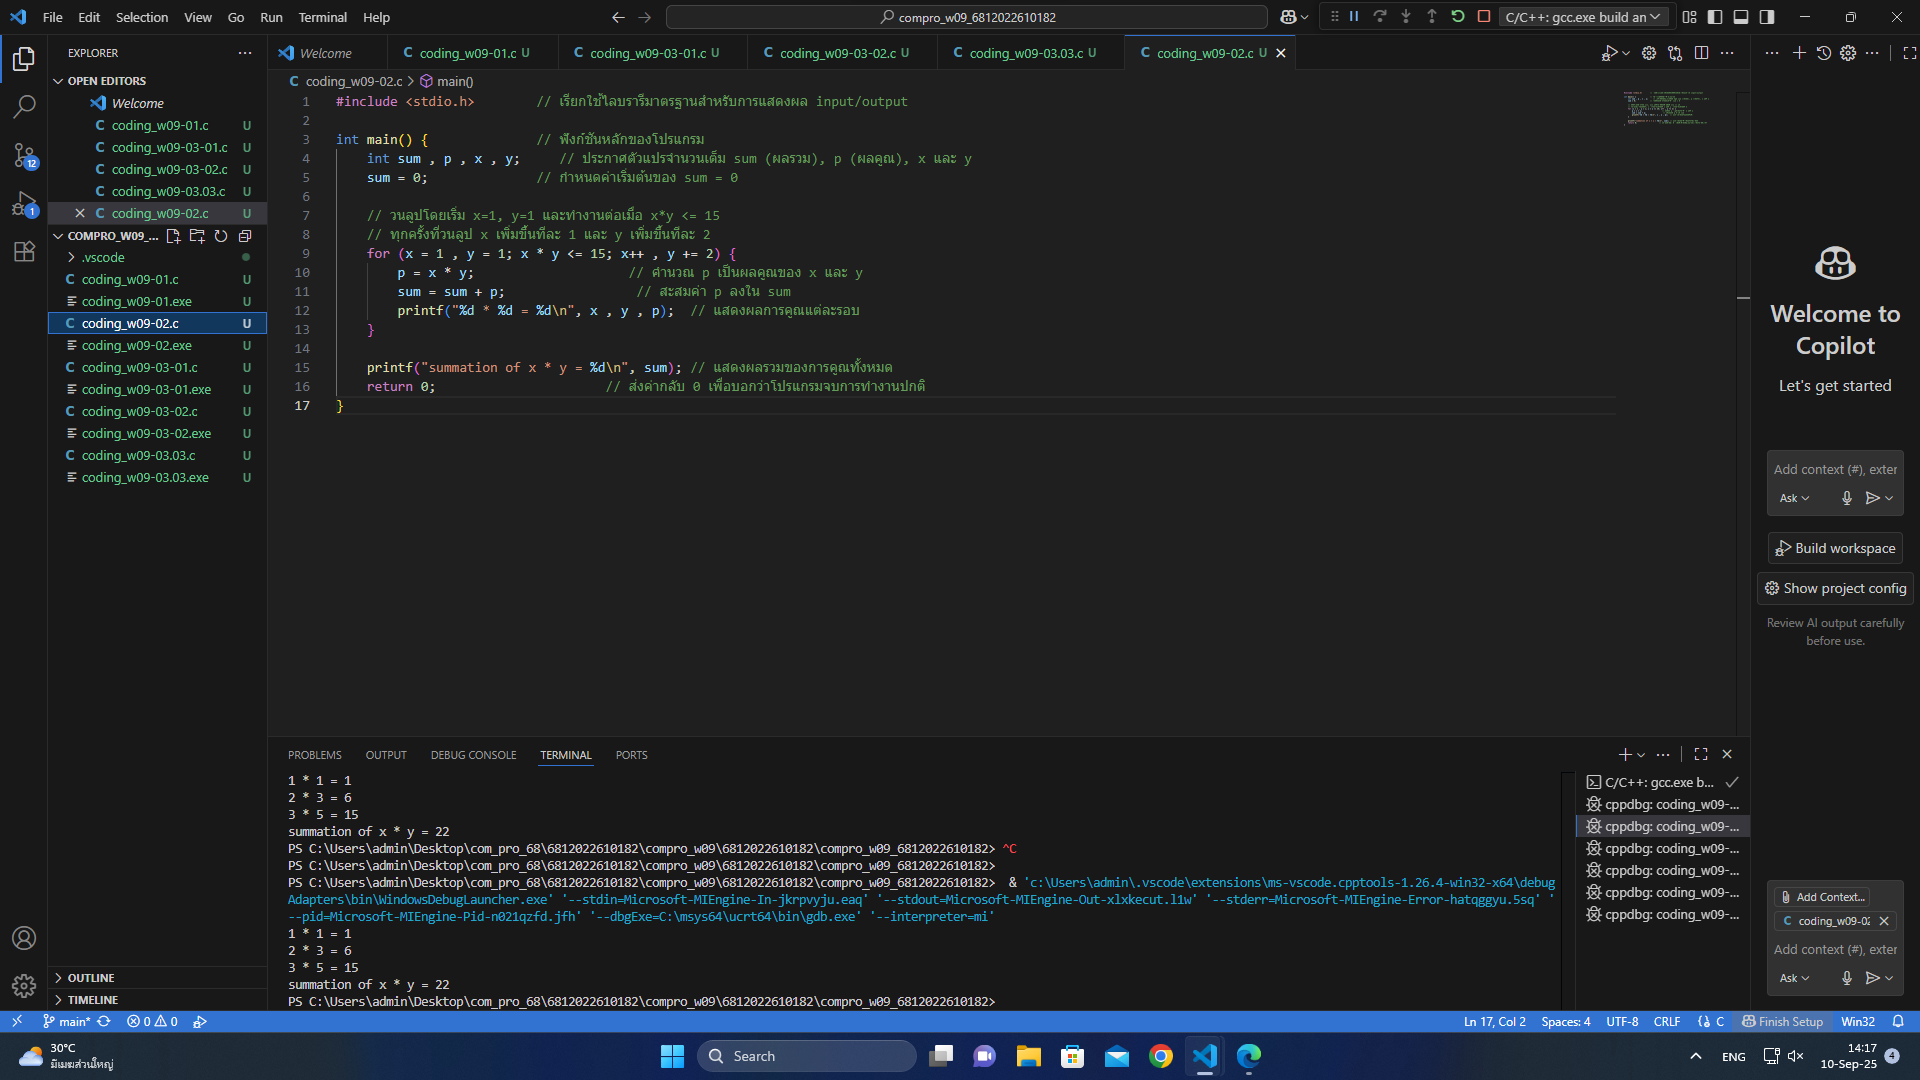 File Edit Selection View Go Run Terminal Help
compro_w09_6812022610182
C/C++: gcc.exe build an
EXPLORER
OPEN EDITORS
Welcome
coding_w09-01.c U
coding_w09-03-01.c U
coding_w09-03-02.c U
coding_w09-03.03.c U
coding_w09-02.c U
COMPRO_W09_...
.vscode
coding_w09-01.c U
coding_w09-01.exe U
coding_w09-02.c U
coding_w09-02.exe U
coding_w09-03-01.c U
coding_w09-03-01.exe U
coding_w09-03-02.c U
coding_w09-03-02.exe U
coding_w09-03.03.c U
coding_w09-03.03.exe U
OUTLINE
TIMELINE
Welcome C coding_w09-01.c U C coding_w09-03-01.c U C coding_w09-03-02.c U C coding_w09-03.03.c U C coding_w09-02.c U
C coding_w09-02.c > main()
1 #include <stdio.h> // เรียกใช้ไลบรารีมาตรฐานสำหรับการแสดงผล input/output
2
3 int main() { // ฟังก์ชันหลักของโปรแกรม
4 int sum , p , x , y; // ประกาศตัวแปรจำนวนเต็ม sum (ผลรวม), p (ผลคูณ), x และ y
5 sum = 0; // กำหนดค่าเริ่มต้นของ sum = 0
6
7 // วนลูปโดยเริ่ม x=1, y=1 และทำงานต่อเมื่อ x*y <= 15
8 // ทุกครั้งที่วนลูป x เพิ่มขึ้นทีละ 1 และ y เพิ่มขึ้นทีละ 2
9 for (x = 1 , y = 1; x * y <= 15; x++ , y += 2) {
10 p = x * y; // คำนวณ p เป็นผลคูณของ x และ y
11 sum = sum + p; // สะสมค่า p ลงใน sum
12 printf("%d * %d = %d\n", x , y , p); // แสดงผลการคูณแต่ละรอบ
13 }
14
15 printf("summation of x * y = %d\n", sum); // แสดงผลรวมของการคูณทั้งหมด
16 return 0; // ส่งค่ากลับ 0 เพื่อบอกว่าโปรแกรมจบการทำงานปกติ
17 }
PROBLEMS OUTPUT DEBUG CONSOLE TERMINAL PORTS
1 * 1 = 1
2 * 3 = 6
3 * 5 = 15
summation of x * y = 22
PS C:\Users\admin\Desktop\com_pro_68\6812022610182\compro_w09\6812022610182\compro_w09_6812022610182> ^C
PS C:\Users\admin\Desktop\com_pro_68\6812022610182\compro_w09\6812022610182\compro_w09_6812022610182>
PS C:\Users\admin\Desktop\com_pro_68\6812022610182\compro_w09\6812022610182\compro_w09_6812022610182> & 'c:\Users\admin\.vscode\extensions\ms-vscode.cpptools-1.26.4-win32-x64\debug
Adapters\bin\WindowsDebugLauncher.exe' '--stdin=Microsoft-MIEngine-In-jkrpvyju.eaq' '--stdout=Microsoft-MIEngine-Out-xlxkecut.l1w' '--stderr=Microsoft-MIEngine-Error-hatqggyu.5sq' '
--pid=Microsoft-MIEngine-Pid-n021qzfd.jfh' '--dbgExe=C:\msys64\ucrt64\bin\gdb.exe' '--interpreter=mi'
1 * 1 = 1
2 * 3 = 6
3 * 5 = 15
summation of x * y = 22
PS C:\Users\admin\Desktop\com_pro_68\6812022610182\compro_w09\6812022610182\compro_w09_6812022610182>
C/C++: gcc.exe b...
cppdbg: coding_w09-...
cppdbg: coding_w09-...
cppdbg: coding_w09-...
cppdbg: coding_w09-...
cppdbg: coding_w09-...
cppdbg: coding_w09-...
Welcome to
Copilot
Let's get started
Add context (#), exter
Ask
Build workspace
Show project config
Review AI output carefully
before use.
Add Context...
C coding_w09-02
Add context (#), exter
Ask
12
1
main* 0 0
Ln 17, Col 2 Spaces: 4 UTF-8 CRLF C Finish Setup Win32
30°C
มีเมฆส่วนใหญ่
Search
ENG
14:17
10-Sep-25
4